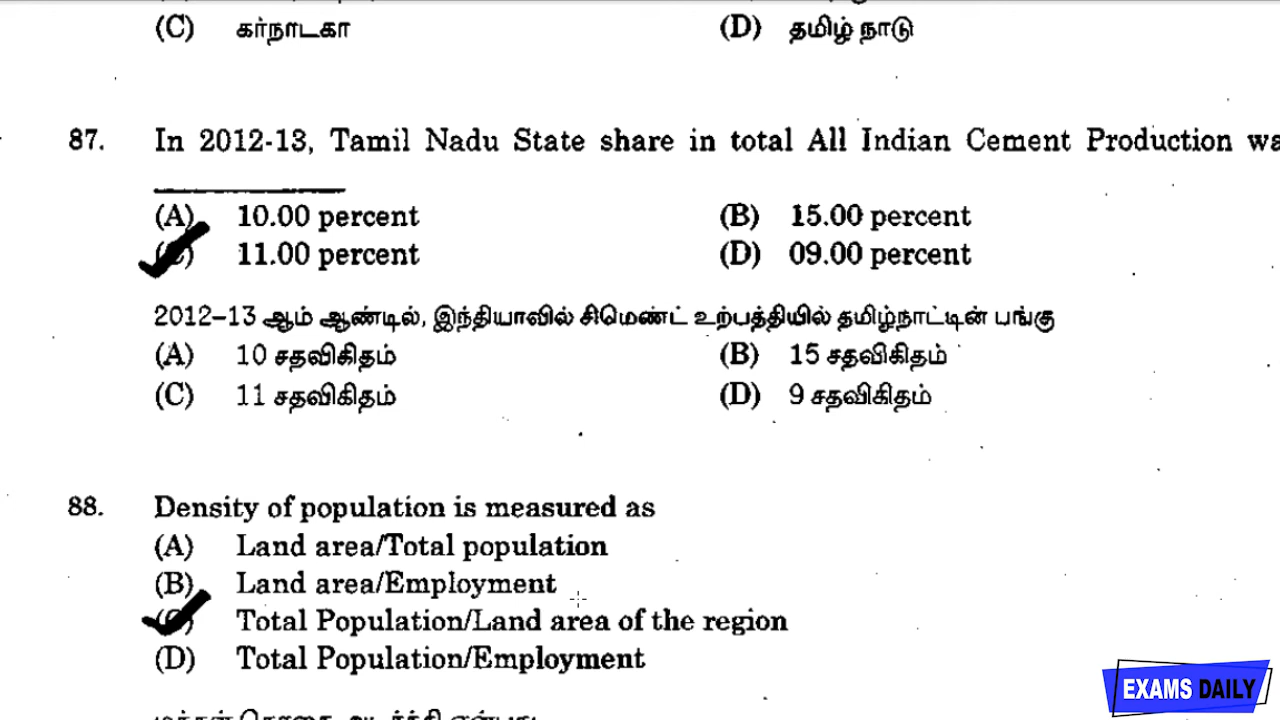 (C) கர்நாடகா (D) தமிழ் நாடு
87. In 2012-13, Tamil Nadu State share in total All Indian Cement Production
(A) 10.00 percent (B) 15.00 percent
11.00 percent (D) 09.00 percent
2012–13 ஆம் ஆண்டில், இந்தியாவில் சிமெண்ட் உற்பத்தியில் தமிழ்நாட்டின் பங்கு
(A) 10 சதவிகிதம் (B) 15 சதவிகிதம்
(C) 11 சதவிகிதம் (D) 9 சதவிகிதம்
88. Density of population is measured as
(A) Land area/Total population
(B) Land area/Employment
(C) Total Population/Land area of the region
(D) Total Population/Employment
EXAMS DAILY